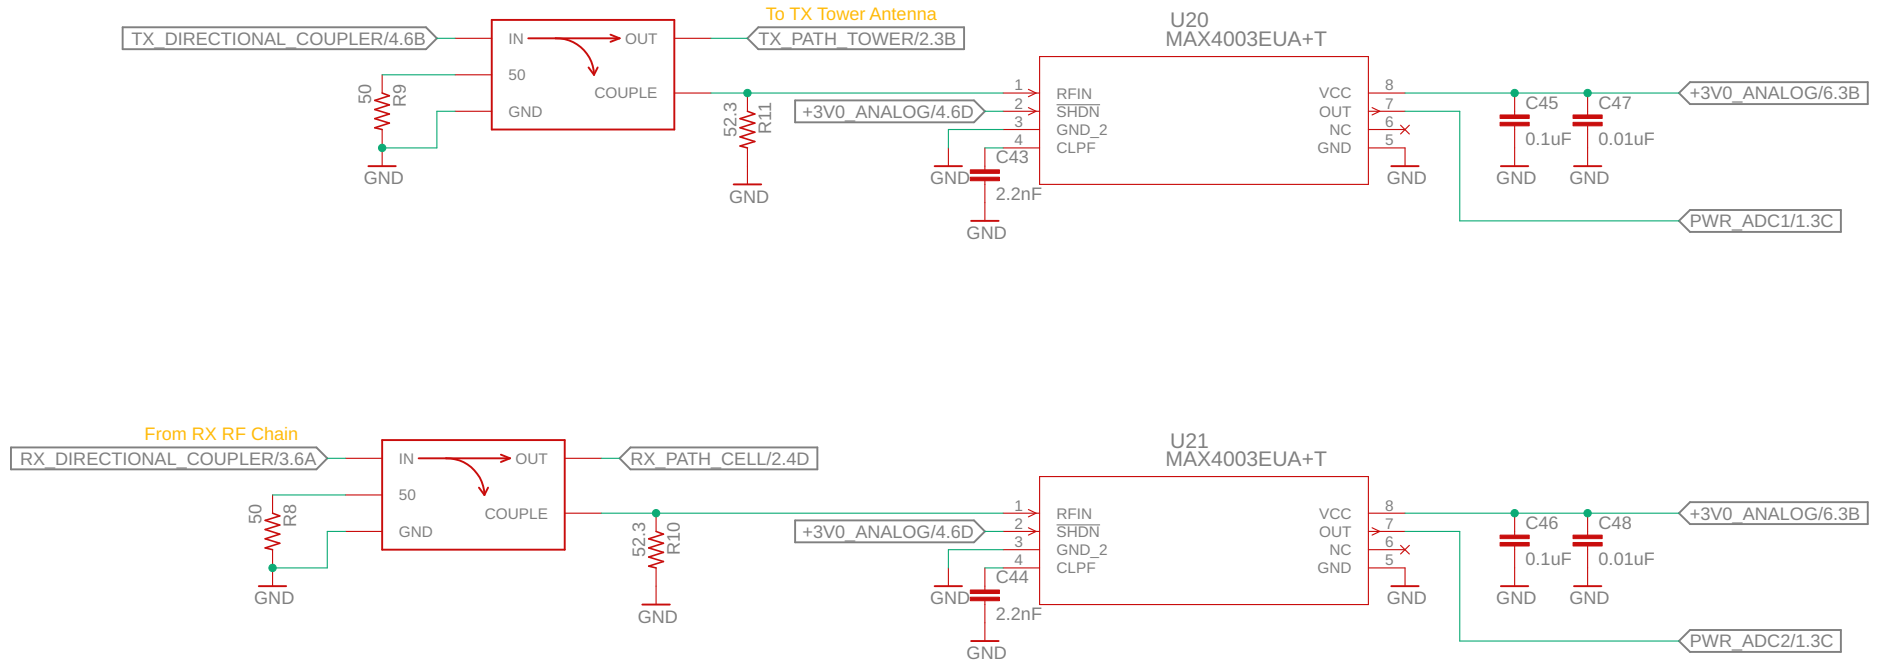 To TX Tower Antenna
TX_DIRECTIONAL_COUPLER/4.6B
IN
OUT
TX_PATH_TOWER/2.3B
50
COUPLE
GND
50
R9
GND
52.3
R11
GND
U20
MAX4003EUA+T
+3V0_ANALOG/4.6D
1
RFIN
2
SHDN
3
GND_2
4
CLPF
VCC
8
OUT
7
NC
6
GND
5
GND
C43
2.2nF
GND
GND
C45
0.1uF
GND
C47
0.01uF
GND
+3V0_ANALOG/6.3B
PWR_ADC1/1.3C
From RX RF Chain
RX_DIRECTIONAL_COUPLER/3.6A
IN
OUT
RX_PATH_CELL/2.4D
50
COUPLE
GND
50
R8
GND
52.3
R10
GND
U21
MAX4003EUA+T
+3V0_ANALOG/4.6D
1
RFIN
2
SHDN
3
GND_2
4
CLPF
VCC
8
OUT
7
NC
6
GND
5
GND
C44
2.2nF
GND
GND
C46
0.1uF
GND
C48
0.01uF
GND
+3V0_ANALOG/6.3B
PWR_ADC2/1.3C